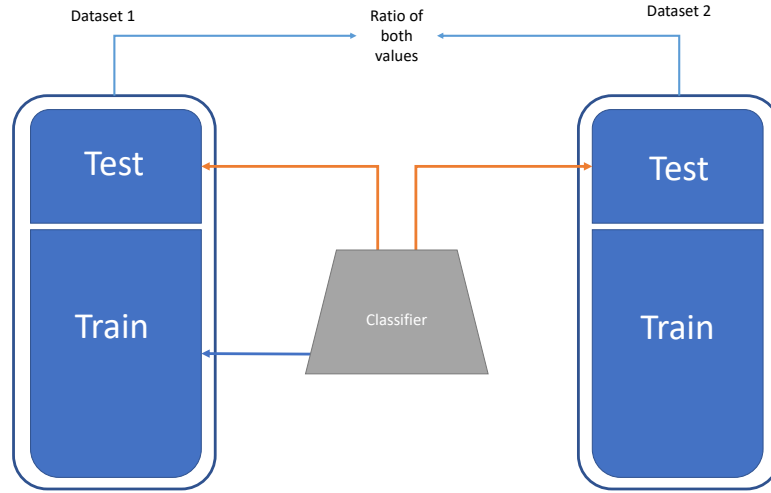 Dataset 1
Ratio of
both
values
Dataset 2
Test
Test
Train
Classifier
Train